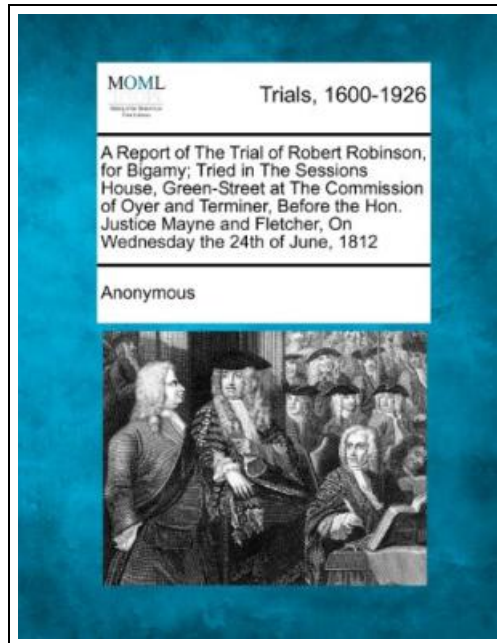 MOML
Trials, 1600-1926
A Report of The Trial of Robert Robinson,
for Bigamy; Tried in The Sessions
House, Green-Street at The Commission
of Oyer and Terminer, Before the Hon.
Justice Mayne and Fletcher, On
Wednesday the 24th of June, 1812
Anonymous